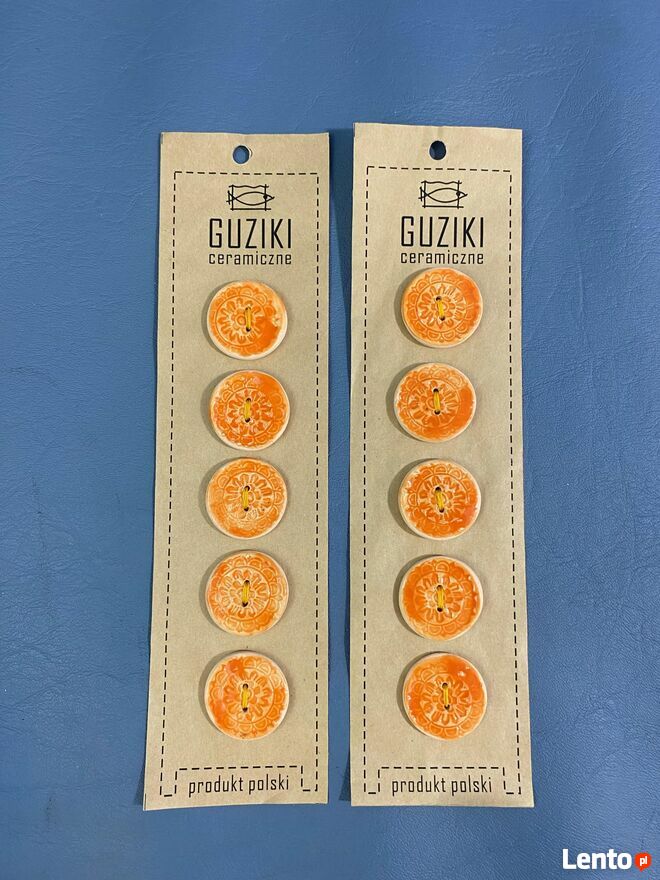 GUZIKI
ceramiczne
produkt polski
GUZIKI
ceramiczne
produkt polski
Lento.pl